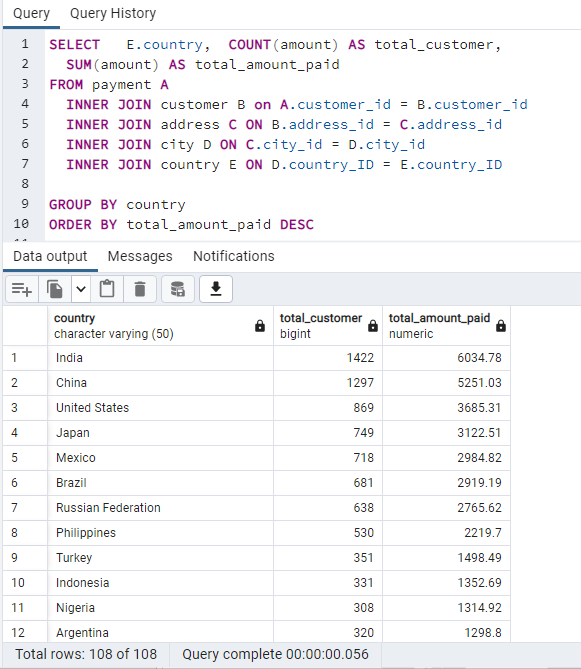 Query Query History
1 SELECT E.country, COUNT(amount) AS total_customer,
2 SUM(amount) AS total_amount_paid
3 FROM payment A
4 INNER JOIN customer B on A.customer_id = B.customer_id
5 INNER JOIN address C ON B.address_id = C.address_id
6 INNER JOIN city D ON C.city_id = D.city_id
7 INNER JOIN country E ON D.country_ID = E.country_ID
8
9 GROUP BY country
10 ORDER BY total_amount_paid DESC
Data output Messages Notifications
country total_customer total_amount_paid
character varying (50) bigint numeric
1 India 1422 6034.78
2 China 1297 5251.03
3 United States 869 3685.31
4 Japan 749 3122.51
5 Mexico 718 2984.82
6 Brazil 681 2919.19
7 Russian Federation 638 2765.62
8 Philippines 530 2219.7
9 Turkey 351 1498.49
10 Indonesia 331 1352.69
11 Nigeria 308 1314.92
12 Argentina 320 1298.8
Total rows: 108 of 108 Query complete 00:00:00.056